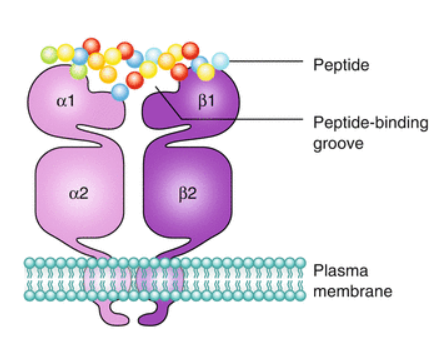 Peptide
α1
β1
Peptide-binding
groove
α2
β2
Plasma
membrane